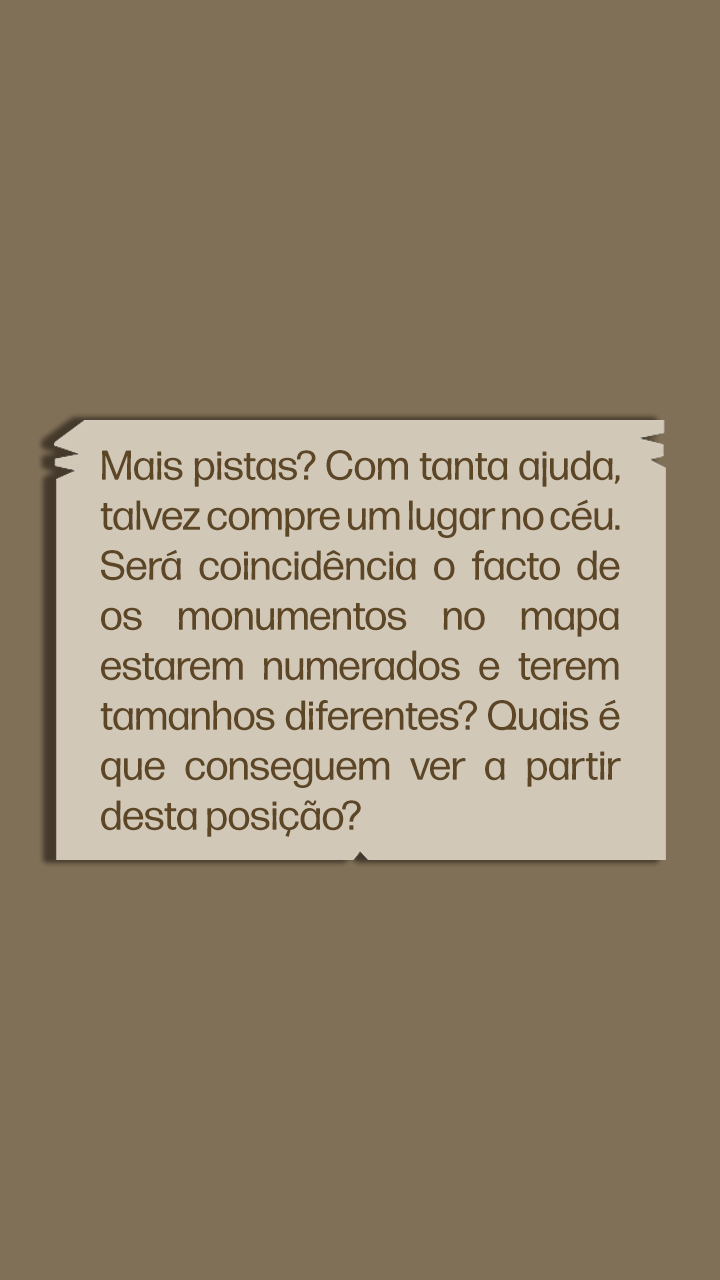 Mais pistas? Com tanta ajuda,
talvez compre um lugar no céu.
Será coincidência o facto de
os monumentos no mapa
estarem numerados e terem
tamanhos diferentes? Quais é
que conseguem ver a partir
desta posição?